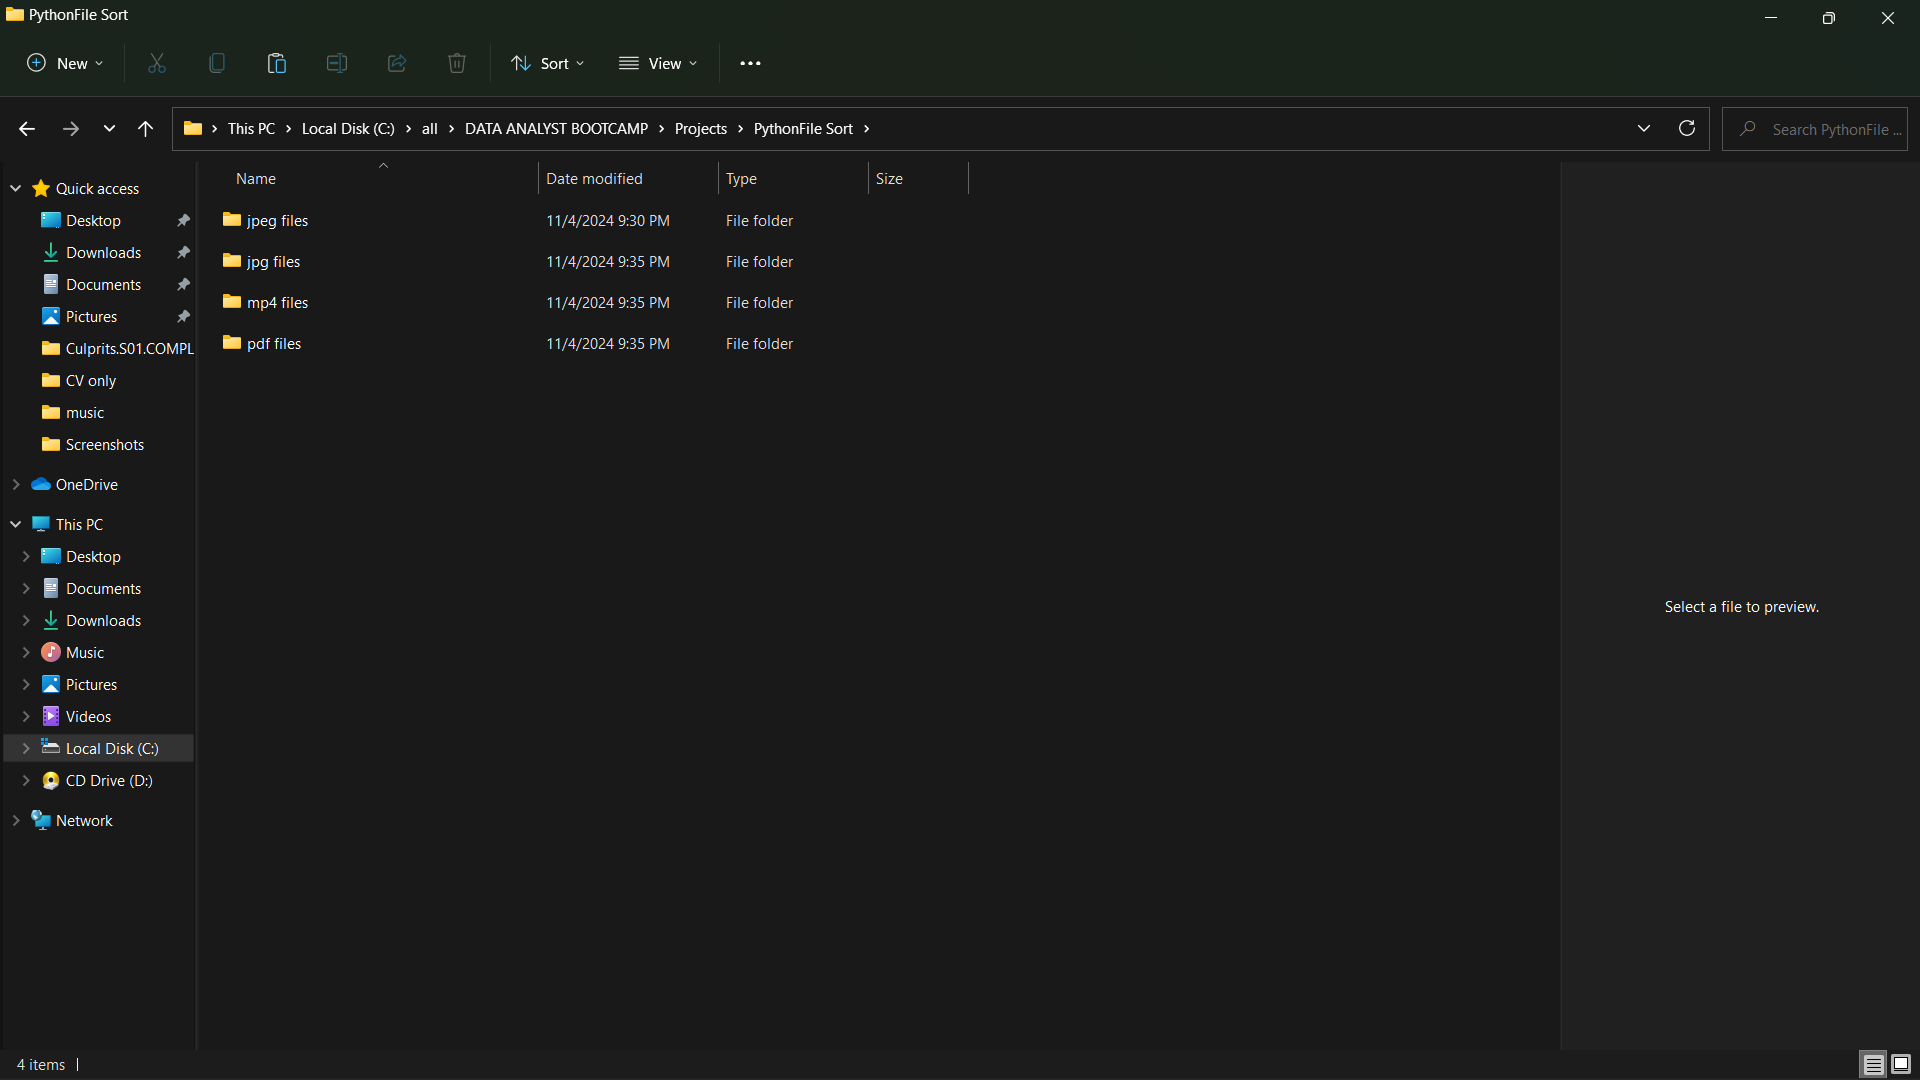 PythonFile Sort
New Sort View
This PC Local Disk (C:) all DATA ANALYST BOOTCAMP Projects PythonFile Sort Search PythonFile ...
Name Date modified Type Size
jpeg files 11/4/2024 9:30 PM File folder
jpg files 11/4/2024 9:35 PM File folder
mp4 files 11/4/2024 9:35 PM File folder
pdf files 11/4/2024 9:35 PM File folder
Quick access
Desktop
Downloads
Documents
Pictures
Culprits.S01.COMPL
CV only
music
Screenshots
OneDrive
This PC
Desktop
Documents
Downloads
Music
Pictures
Videos
Local Disk (C:)
CD Drive (D:)
Network
Select a file to preview.
4 items